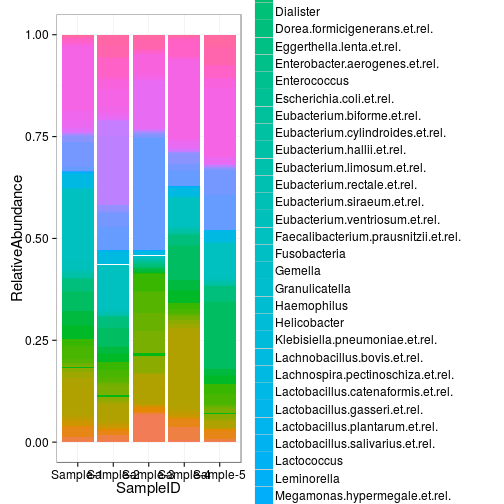 1.00
0.75
0.50
0.25
0.00
RelativeAbundance
SampleID
Dialister
Dorea.formicigenerans.et.rel.
Eggerthella.lenta.et.rel.
Enterobacter.aerogenes.et.rel.
Enterococcus
Escherichia.coli.et.rel.
Eubacterium.biforme.et.rel.
Eubacterium.cylindroides.et.rel.
Eubacterium.hallii.et.rel.
Eubacterium.limosum.et.rel.
Eubacterium.rectale.et.rel.
Eubacterium.siraeum.et.rel.
Eubacterium.ventriosum.et.rel.
Faecalibacterium.prausnitzii.et.rel.
Fusobacteria
Gemella
Granulicatella
Haemophilus
Helicobacter
Klebisiella.pneumoniae.et.rel.
Lachnobacillus.bovis.et.rel.
Lachnospira.pectinoschiza.et.rel.
Lactobacillus.catenaformis.et.rel.
Lactobacillus.gasseri.et.rel.
Lactobacillus.plantarum.et.rel.
Lactobacillus.salivarius.et.rel.
Lactococcus
Leminorella
Megamonas.hypermegale.et.rel.